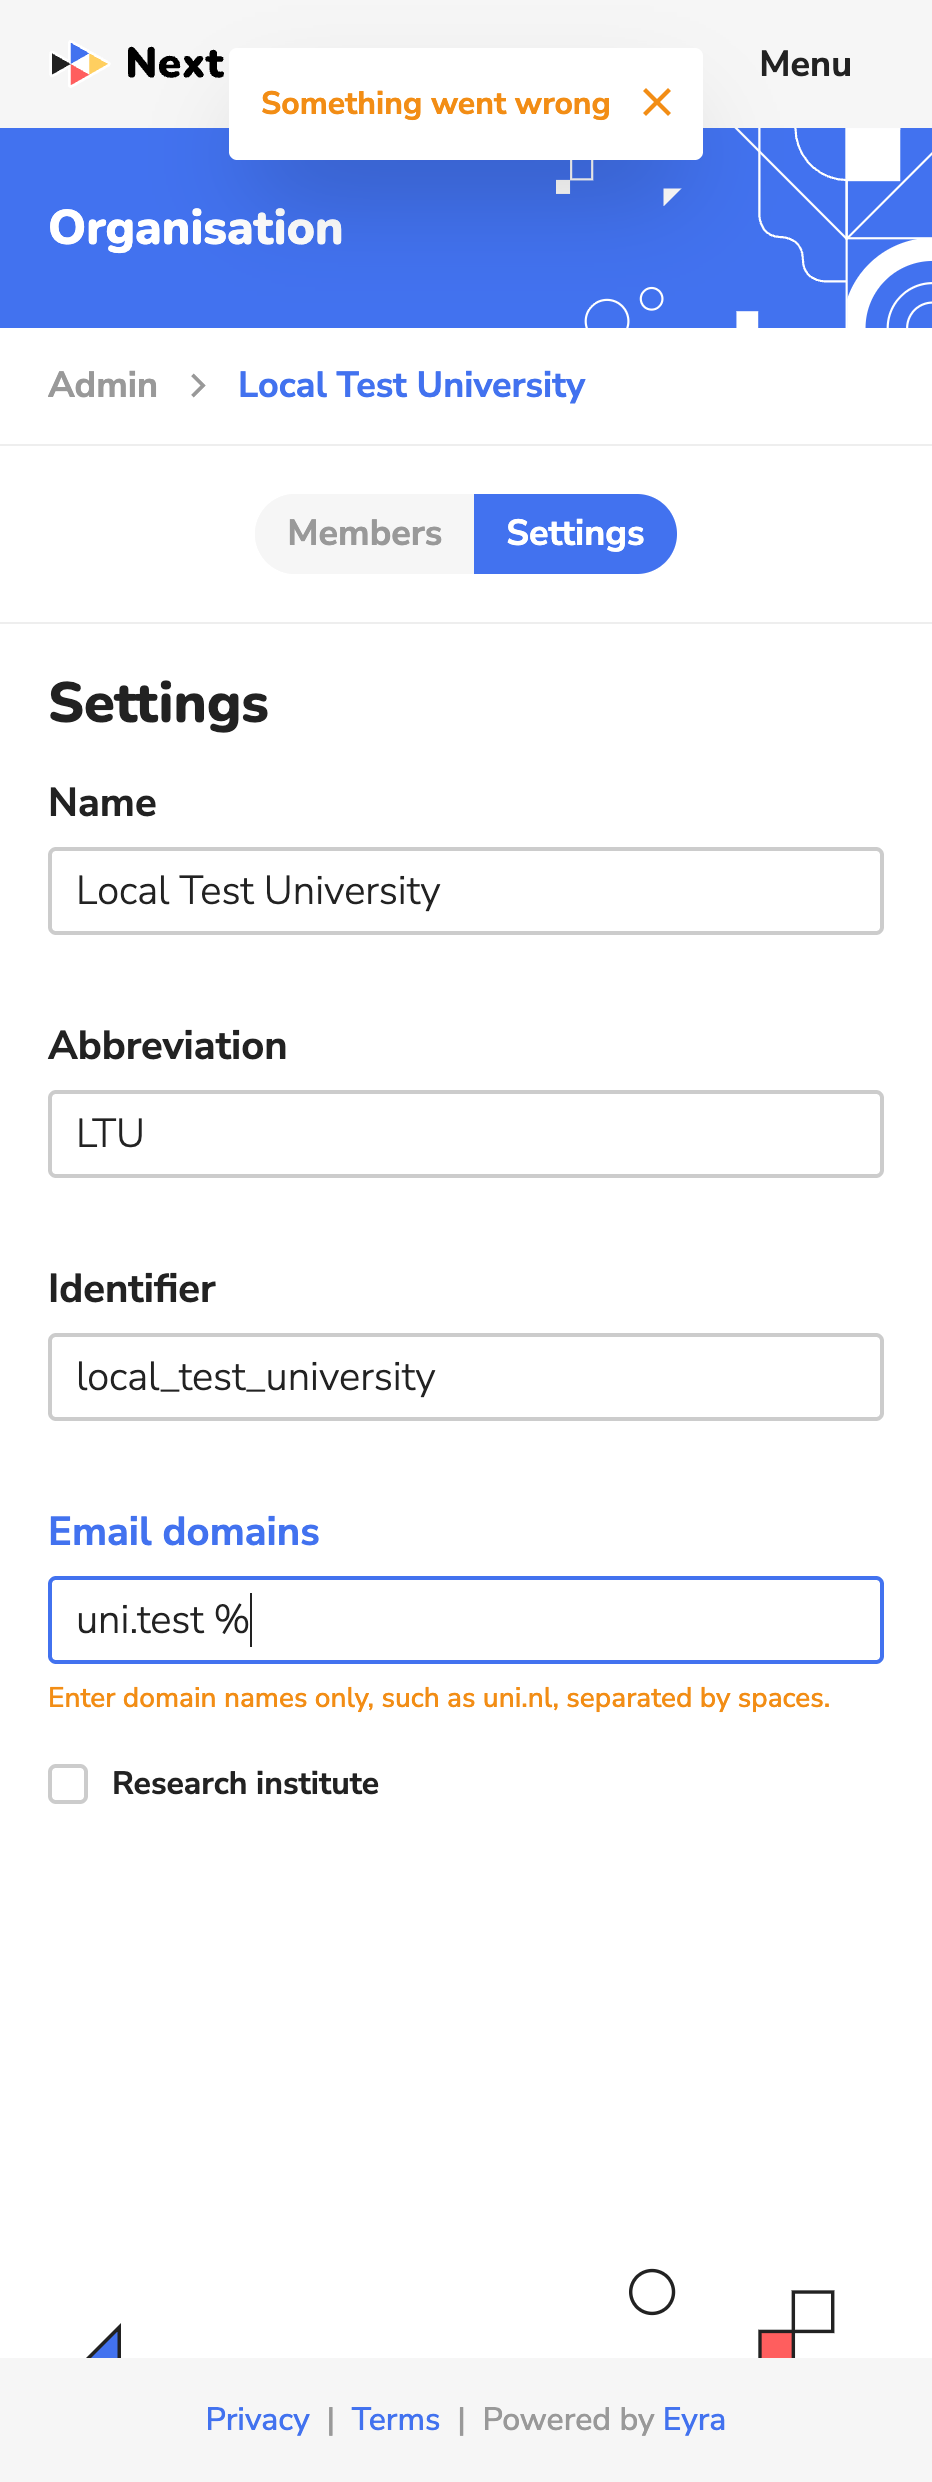 Next
Something went wrong
Menu
Organisation
Admin > Local Test University
Members Settings
Settings
Name
Local Test University
Abbreviation
LTU
Identifier
local_test_university
Email domains
uni.test %
Enter domain names only, such as uni.nl, separated by spaces.
Research institute
Privacy | Terms | Powered by Eyra